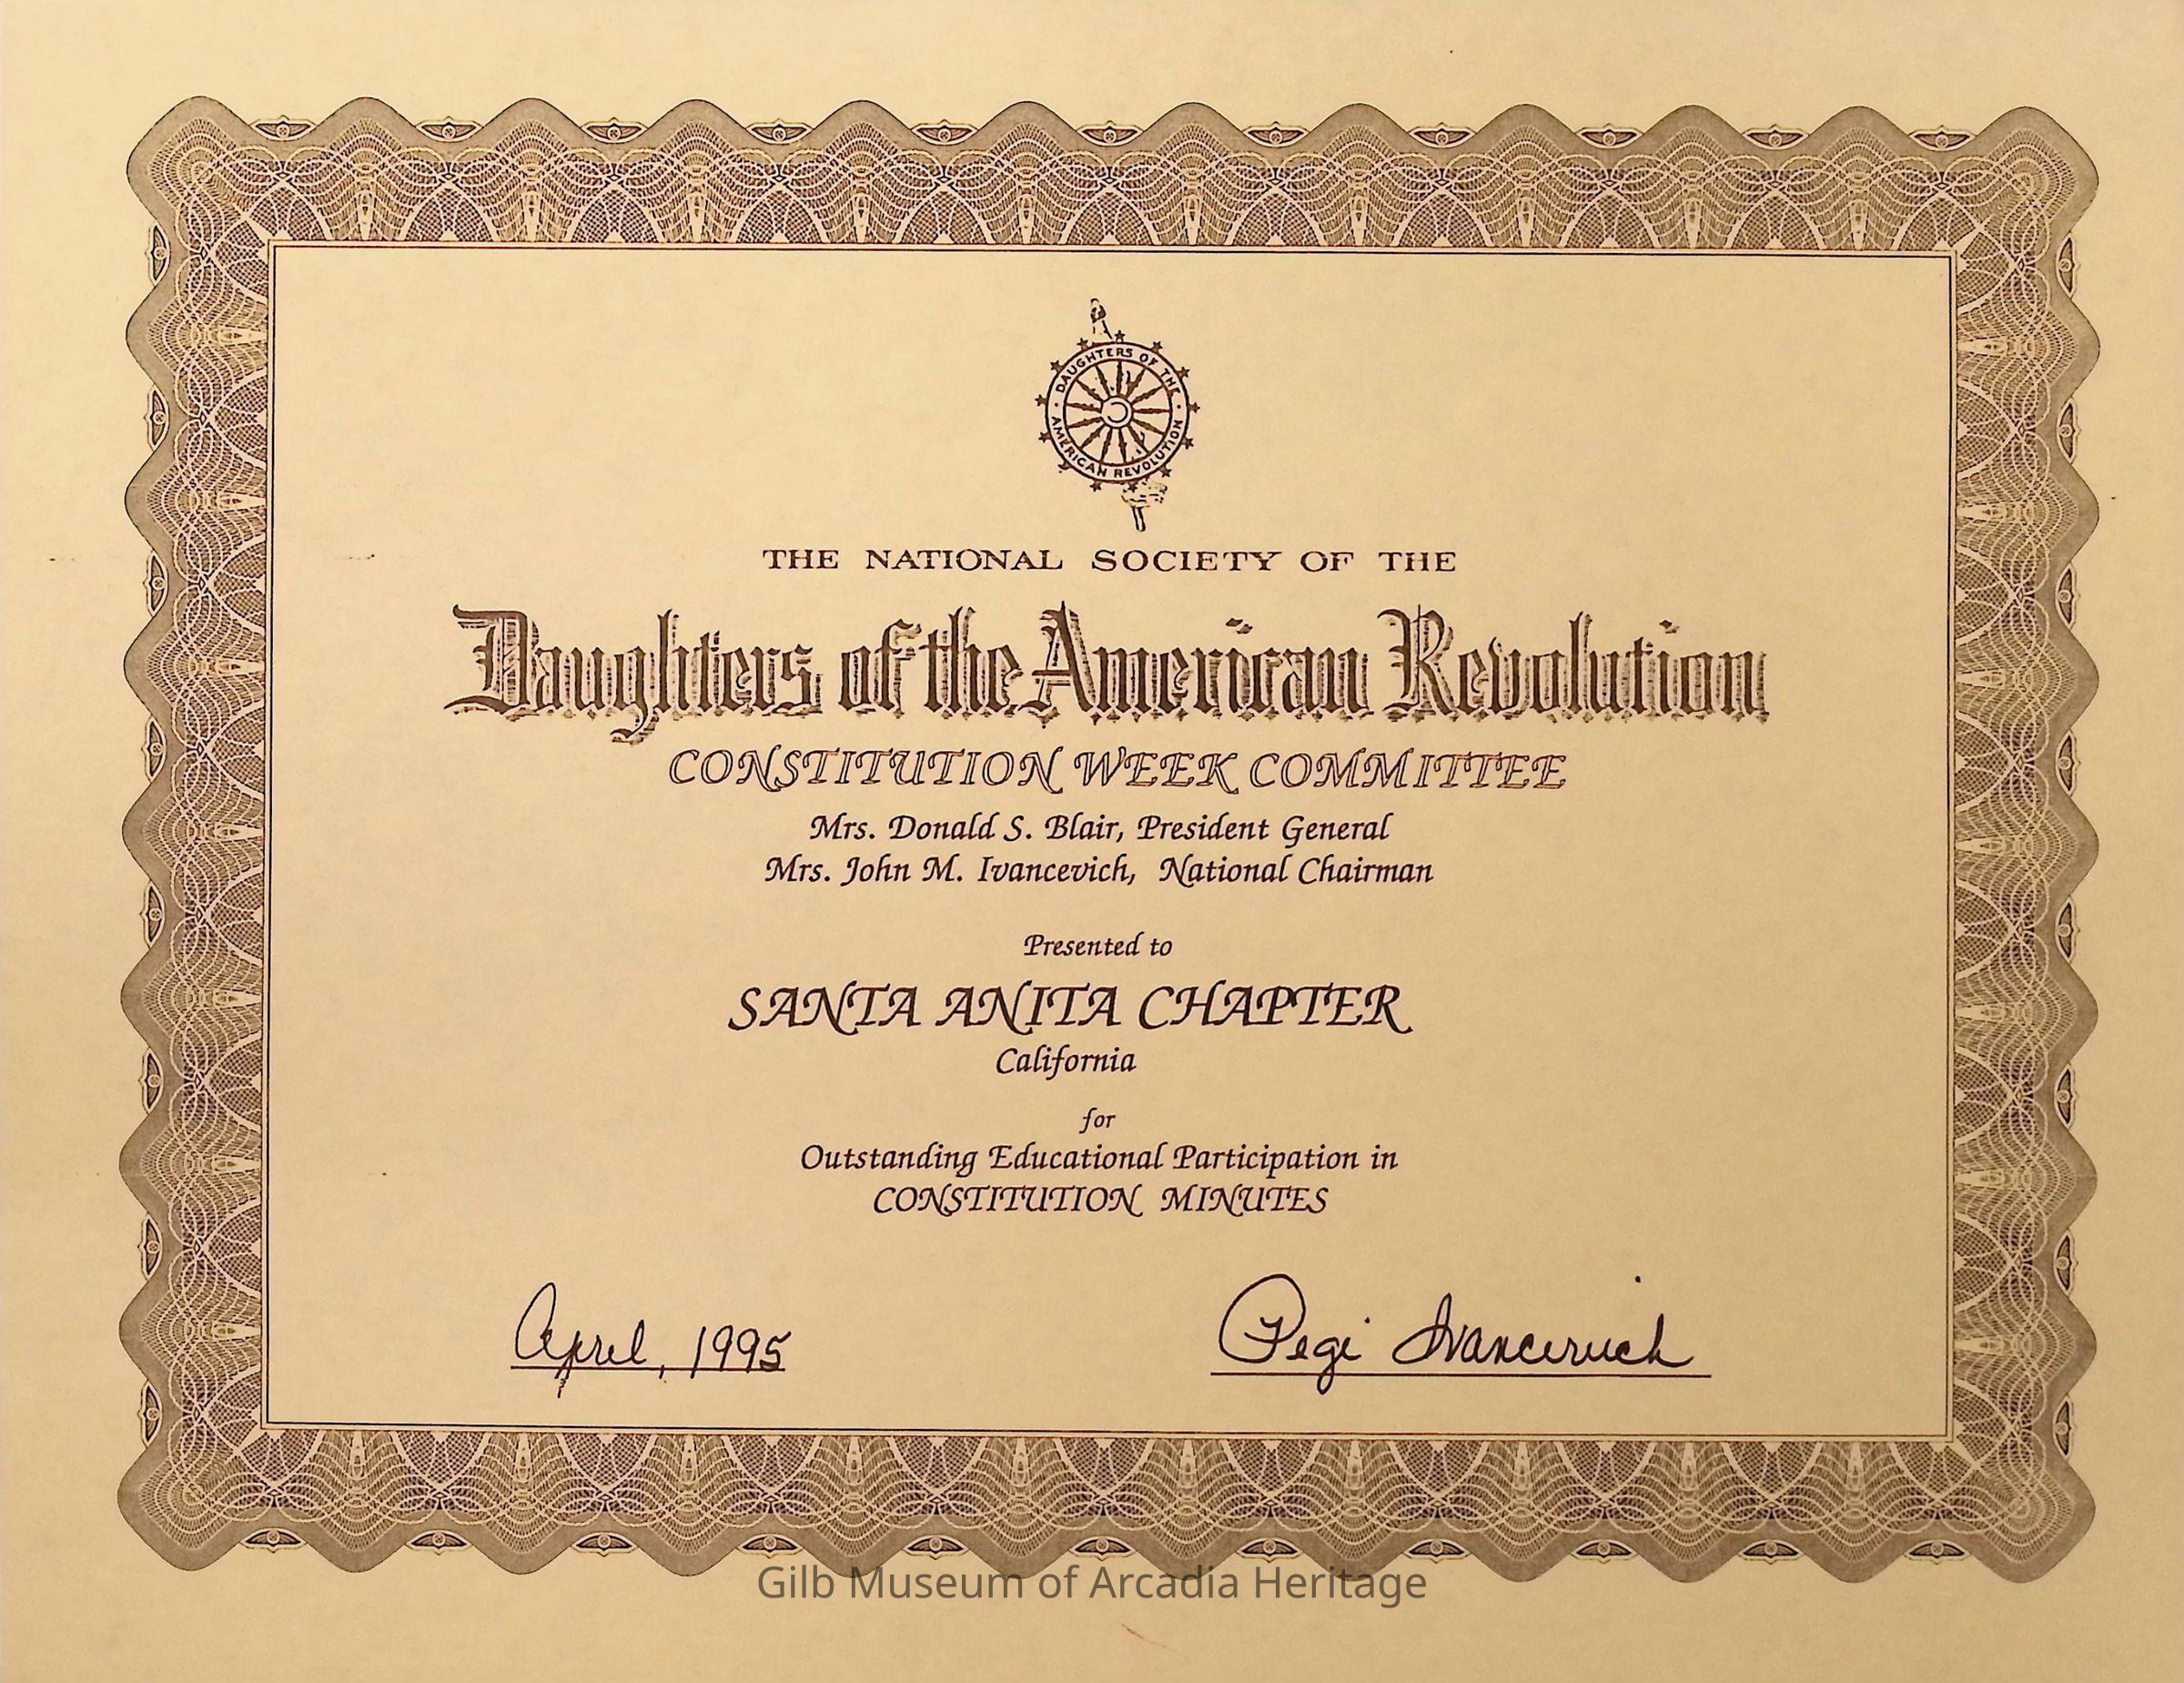 DAUGHTERS OF THE
AMERICAN REVOLUTION
THE NATIONAL SOCIETY OF THE
Daughters of the American Revolution
CONSTITUTION WEEK COMMITTEE
Mrs. Donald S. Blair, President General
Mrs. John M. Ivancevich, National Chairman
Presented to
SANTA ANITA CHAPTER
California
for
Outstanding Educational Participation in
CONSTITUTION MINUTES
April, 1995
Pegi Ivancevich
Gilb Museum of Arcadia Heritage